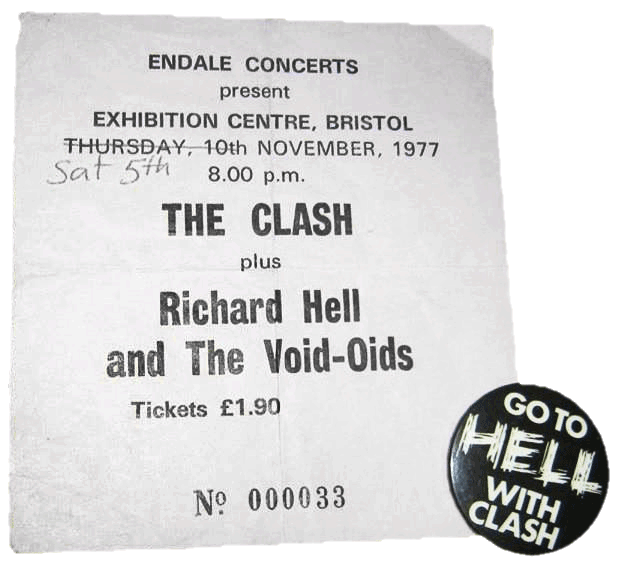 ENDALE CONCERTS
present
EXHIBITION CENTRE, BRISTOL
THURSDAY, 10th NOVEMBER, 1977
Sat 5th
8.00 p.m.
THE CLASH
plus
Richard Hell
and The Void-Oids
Tickets £1.90
Nº 000033
GO TO
HELL
WITH
CLASH